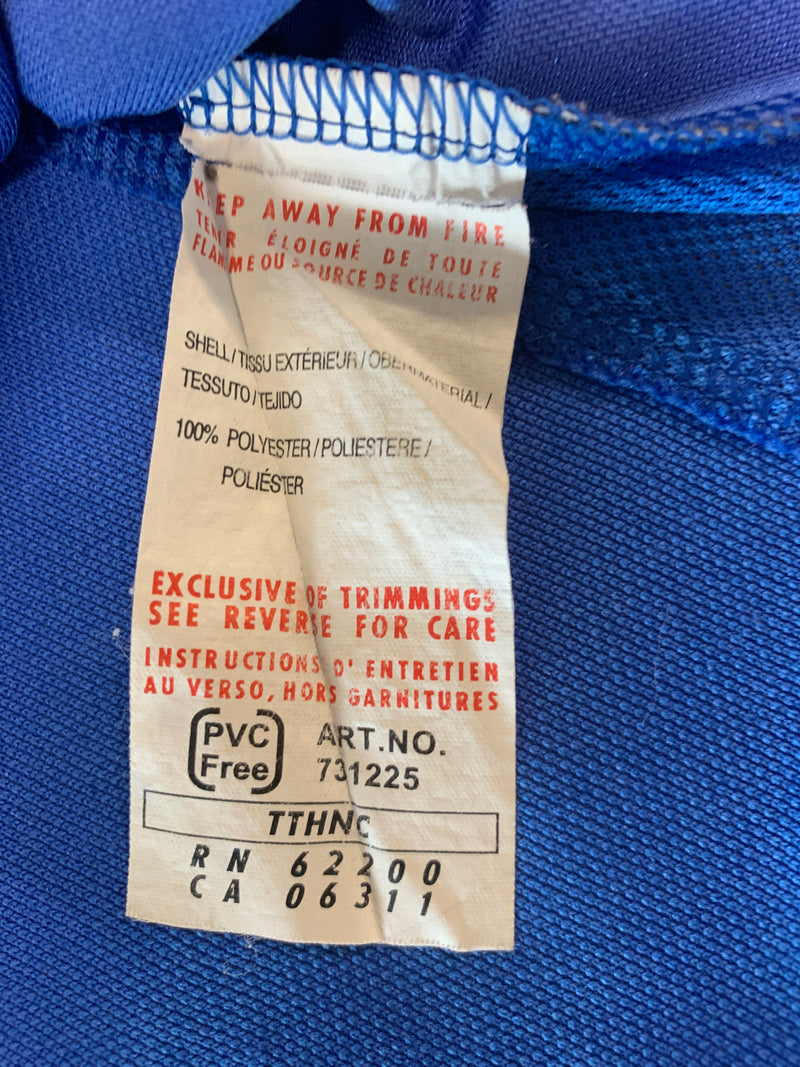 KEEP AWAY FROM FIRE
TENIR ÉLOIGNÉ DE TOUTE
FLAMME OU SOURCE DE CHALEUR
SHELL/TISSU EXTÉRIEUR/OBERMATERIAL/
TESSUTO/TEJIDO
100% POLYESTER/POLIESTERE/
POLIÉSTER
EXCLUSIVE OF TRIMMINGS
SEE REVERSE FOR CARE
INSTRUCTIONS D'ENTRETIEN
AU VERSO, HORS GARNITURES
PVC Free
ART.NO.
731225
TTHNC
RN 62200
CA 06311